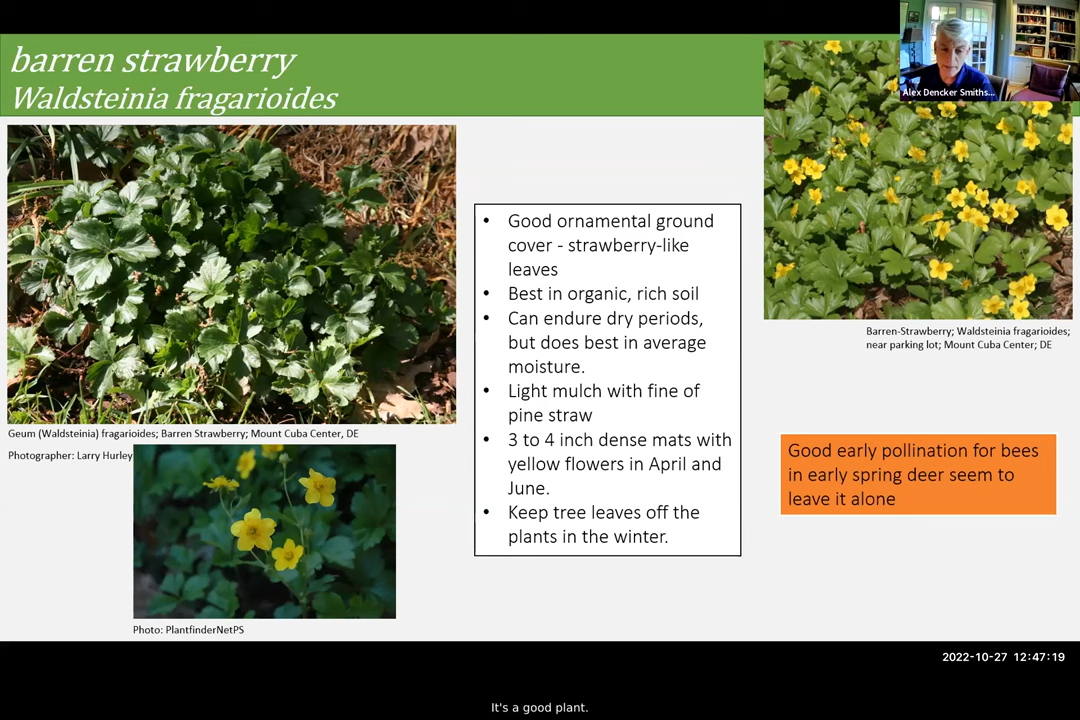 barren strawberry
Waldsteinia fragarioides
Alex Dencker Smiths...
• Good ornamental ground
cover - strawberry-like
leaves
• Best in organic, rich soil
• Can endure dry periods,
but does best in average
moisture.
• Light mulch with fine of
pine straw
• 3 to 4 inch dense mats with
yellow flowers in April and
June.
• Keep tree leaves off the
plants in the winter.
Barren-Strawberry; Waldsteinia fragarioides;
near parking lot; Mount Cuba Center; DE
Geum (Waldsteinia) fragarioides; Barren Strawberry; Mount Cuba Center, DE
Photographer: Larry Hurley
Good early pollination for bees
in early spring deer seem to
leave it alone
Photo: PlantfinderNetPS
2022-10-27 12:47:19
It's a good plant.